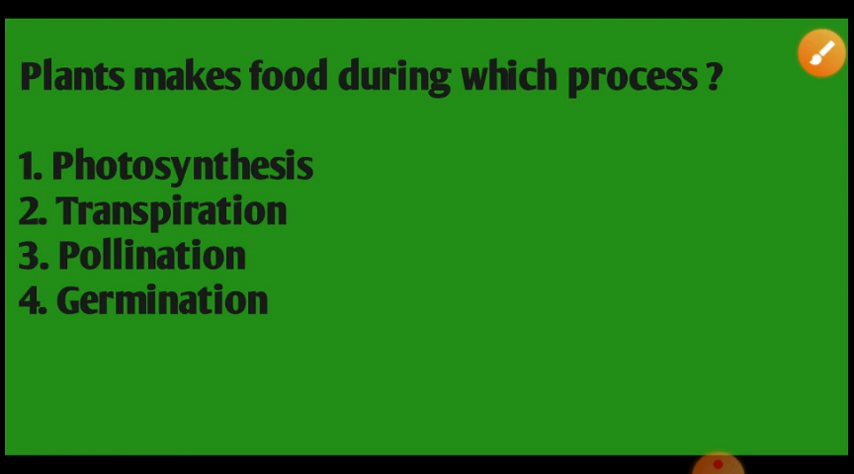 Plants makes food during which process ?
1. Photosynthesis
2. Transpiration
3. Pollination
4. Germination